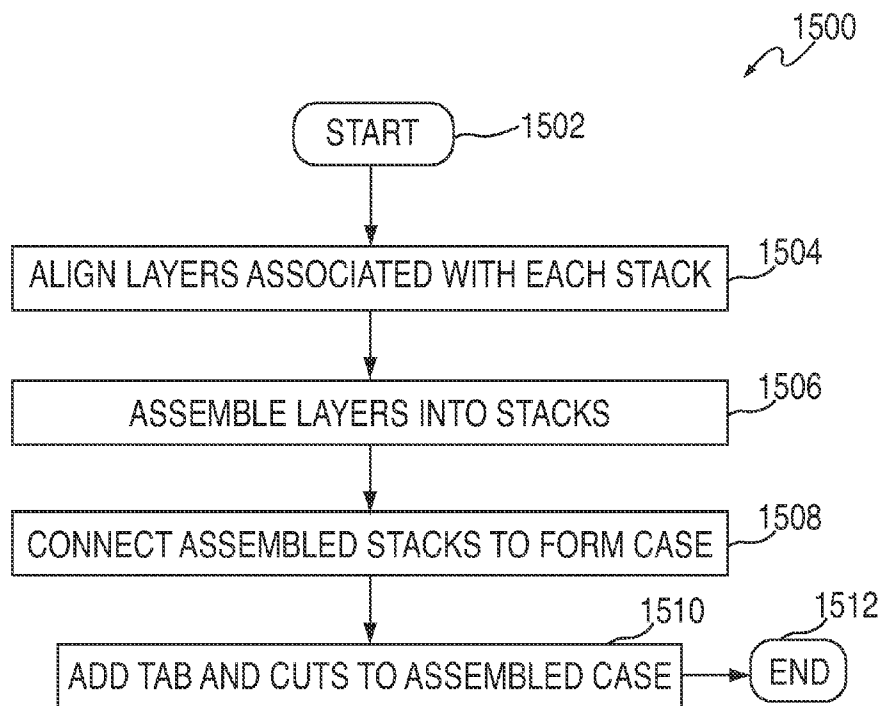 1500
START
1502
ALIGN LAYERS ASSOCIATED WITH EACH STACK
1504
ASSEMBLE LAYERS INTO STACKS
1506
CONNECT ASSEMBLED STACKS TO FORM CASE
1508
ADD TAB AND CUTS TO ASSEMBLED CASE
1510
END
1512